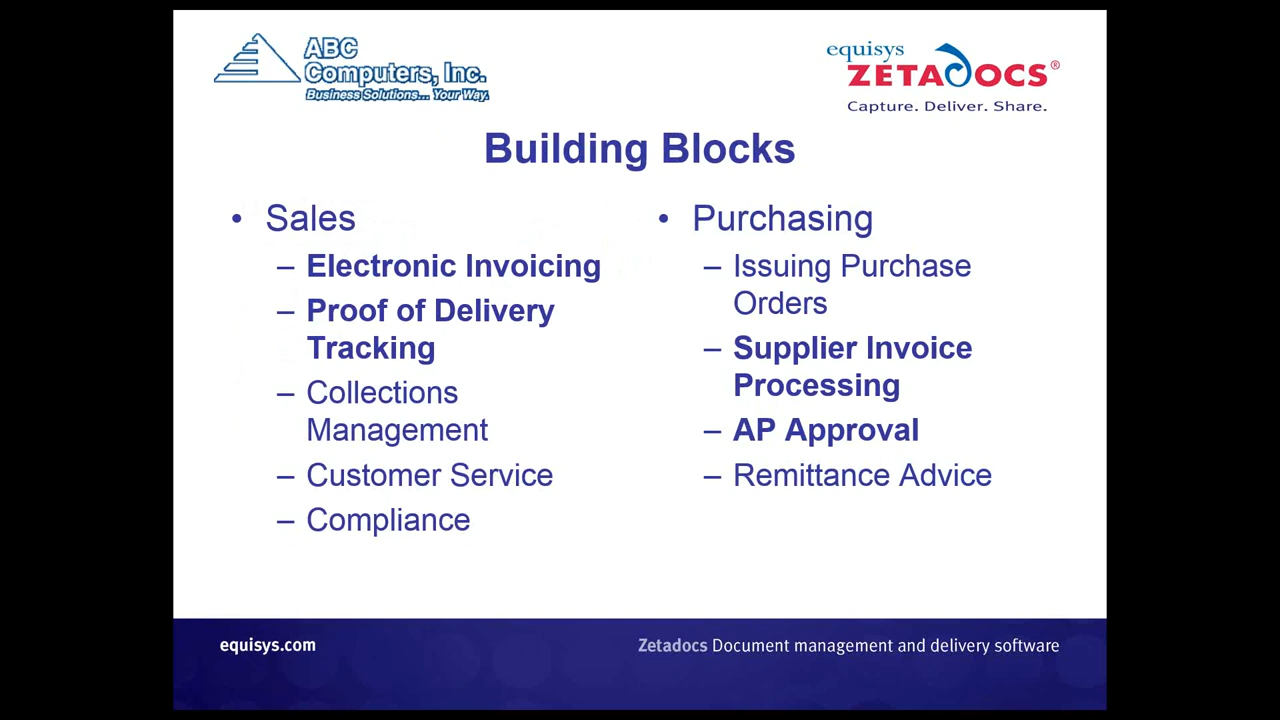 ABC
Computers, Inc.
Business Solutions... Your Way.
equisys
ZETADOCS®
Capture. Deliver. Share.
Building Blocks
• Sales
– Electronic Invoicing
– Proof of Delivery
Tracking
– Collections
Management
– Customer Service
– Compliance
• Purchasing
– Issuing Purchase
Orders
– Supplier Invoice
Processing
– AP Approval
– Remittance Advice
equisys.com
Zetadocs Document management and delivery software